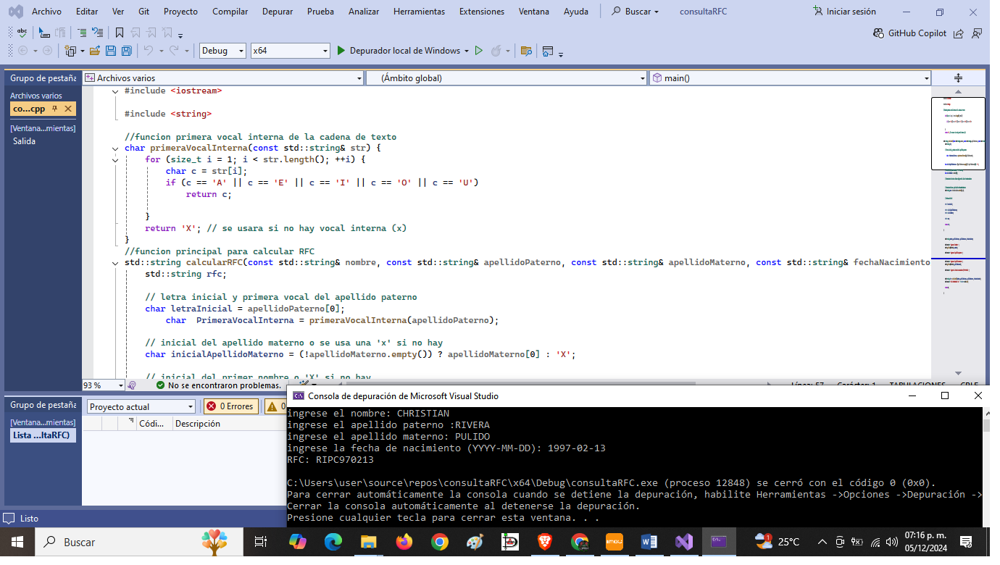 Archivo Editar Ver Git Proyecto Compilar Depurar Prueba Analizar Herramientas Extensiones Ventana Ayuda Buscar consultaRFC Iniciar sesión
abc GitHub Copilot
Debug x64 Depurador local de Windows
Grupo de pestaña Archivos varios (Ámbito global) main()
Archivos varios
co...cpp
[Ventana...mientas]
Salida
#include <iostream>
#include <string>
//funcion primera vocal interna de la cadena de texto
char primeraVocalInterna(const std::string& str) {
for (size_t i = 1; i < str.length(); ++i) {
char c = str[i];
if (c == 'A' || c == 'E' || c == 'I' || c == 'O' || c == 'U')
return c;
}
return 'X'; // se usara si no hay vocal interna (x)
}
//funcion principal para calcular RFC
std::string calcularRFC(const std::string& nombre, const std::string& apellidoPaterno, const std::string& apellidoMaterno, const std::string& fechaNacimiento
std::string rfc;
// letra inicial y primera vocal del apellido paterno
char letraInicial = apellidoPaterno[0];
char PrimeraVocalInterna = primeraVocalInterna(apellidoPaterno);
// inicial del apellido materno o se usa una 'x' si no hay
char inicialApellidoMaterno = (!apellidoMaterno.empty()) ? apellidoMaterno[0] : 'X';
// inicial del primer nombre o 'X' si no hay
93 % No se encontraron problemas. Línea: 57 Carácter: 1 TABULACIONES CRLF
Grupo de pestaña
[Ventana...mientas]
Lista ...ltaRFC)
Proyecto actual 0 Errores 0
Códi... Descripción
Consola de depuración de Microsoft Visual Studio
ingrese el nombre: CHRISTIAN
ingrese el apellido paterno :RIVERA
ingrese el apellido materno: PULIDO
ingrese la fecha de nacimiento (YYYY-MM-DD): 1997-02-13
RFC: RIPC970213
C:\Users\user\source\repos\consultaRFC\x64\Debug\consultaRFC.exe (proceso 12848) se cerró con el código 0 (0x0).
Para cerrar automáticamente la consola cuando se detiene la depuración, habilite Herramientas ->Opciones ->Depuración ->
Cerrar la consola automáticamente al detenerse la depuración.
Presione cualquier tecla para cerrar esta ventana. . .
Listo
Buscar imou 1 25°C 07:16 p. m.
05/12/2024